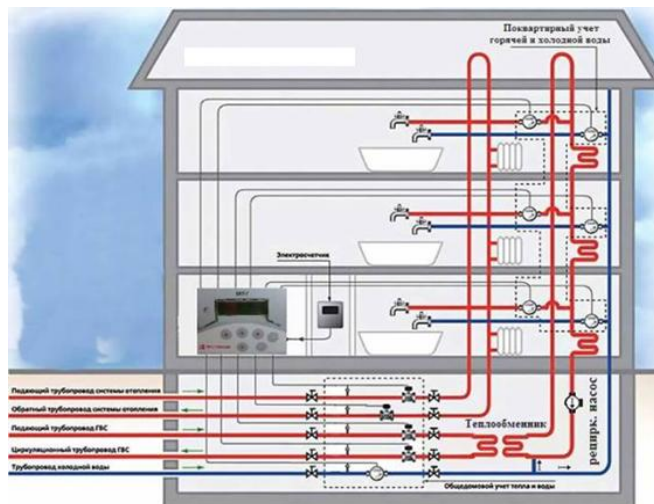 Поквартирный учет
горячей и холодной воды
Электросчетчик
Подающий трубопровод системы отопления
Обратный трубопровод системы отопления
Подающий трубопровод ГВС
Циркуляционный трубопровод ГВС
Трубопровод холодной воды
Теплообменник
рецирк. насос
Общедомовой учет тепла и воды